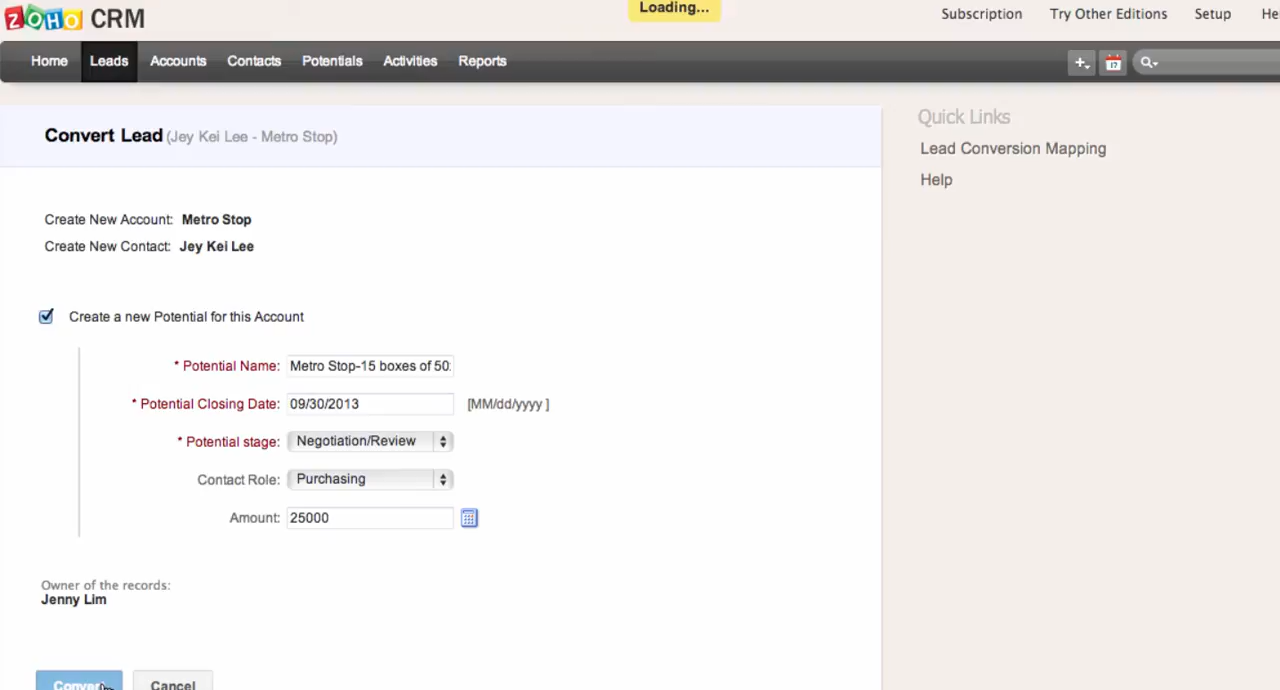 ZOHO CRM
Loading...
Subscription Try Other Editions Setup He
Home Leads Accounts Contacts Potentials Activities Reports
17
Convert Lead (Jey Kei Lee - Metro Stop)
Quick Links
Lead Conversion Mapping
Help
Create New Account: Metro Stop
Create New Contact: Jey Kei Lee
Create a new Potential for this Account
* Potential Name: Metro Stop-15 boxes of 50
* Potential Closing Date: 09/30/2013 [MM/dd/yyyy ]
* Potential stage: Negotiation/Review
Contact Role: Purchasing
Amount: 25000
Owner of the records:
Jenny Lim
Convert Cancel